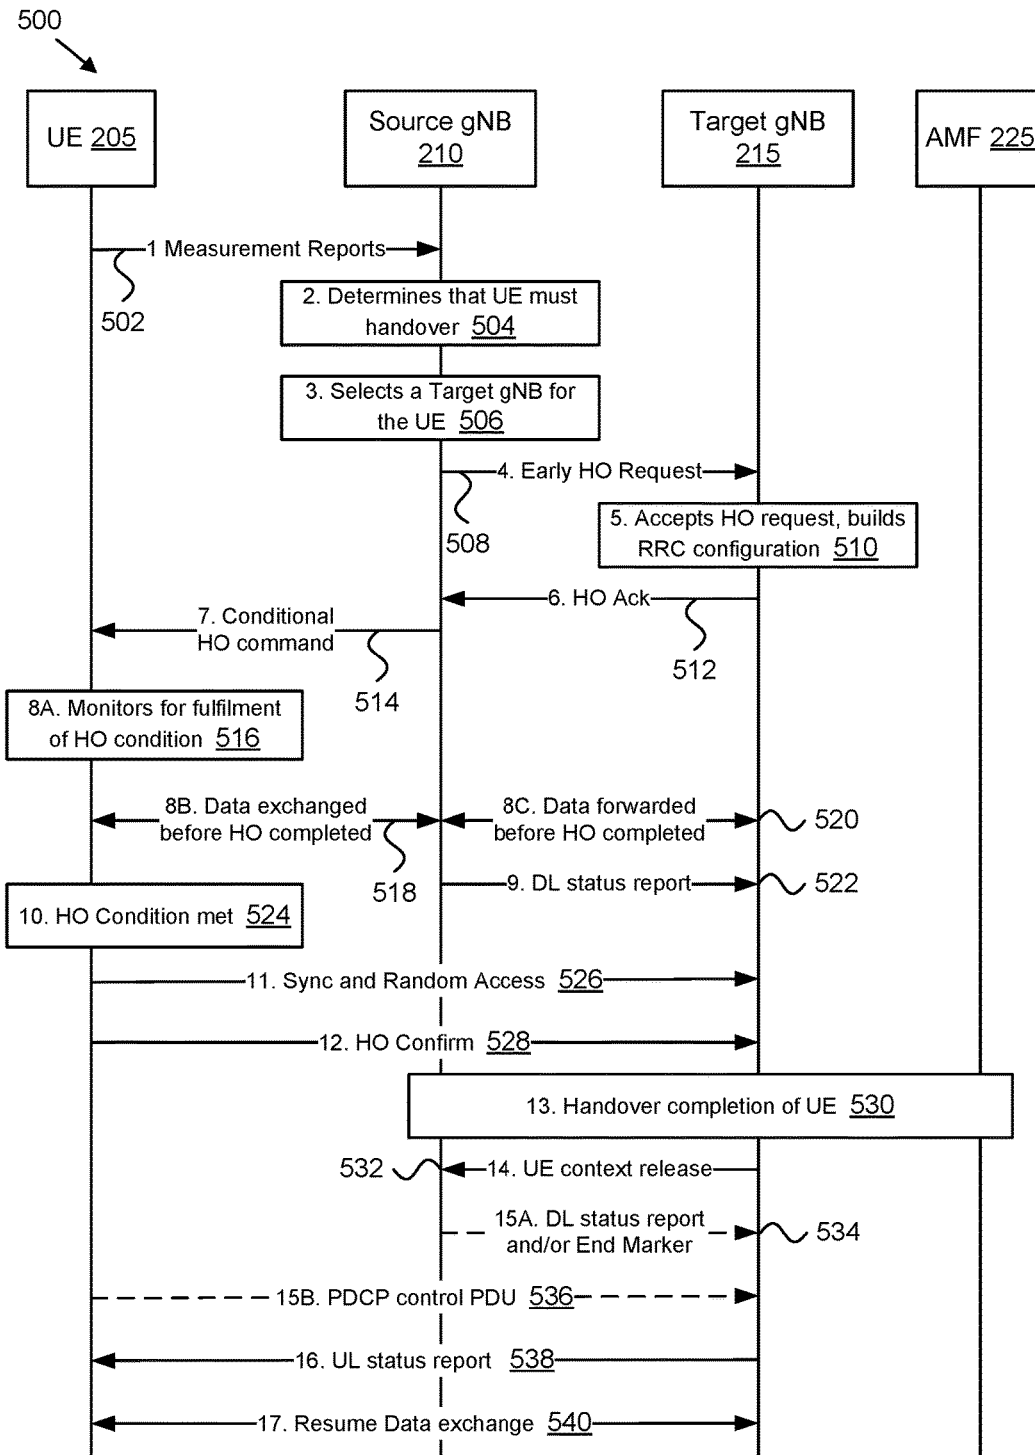 500
UE 205
Source gNB
210
Target gNB
215
AMF 225
1 Measurement Reports
502
2. Determines that UE must
handover 504
3. Selects a Target gNB for
the UE 506
4. Early HO Request
508
5. Accepts HO request, builds
RRC configuration 510
6. HO Ack
512
7. Conditional
HO command
514
8A. Monitors for fulfilment
of HO condition 516
8B. Data exchanged
before HO completed
518
8C. Data forwarded
before HO completed
520
9. DL status report
522
10. HO Condition met 524
11. Sync and Random Access 526
12. HO Confirm 528
13. Handover completion of UE 530
532
14. UE context release
15A. DL status report
and/or End Marker
534
15B. PDCP control PDU 536
16. UL status report 538
17. Resume Data exchange 540